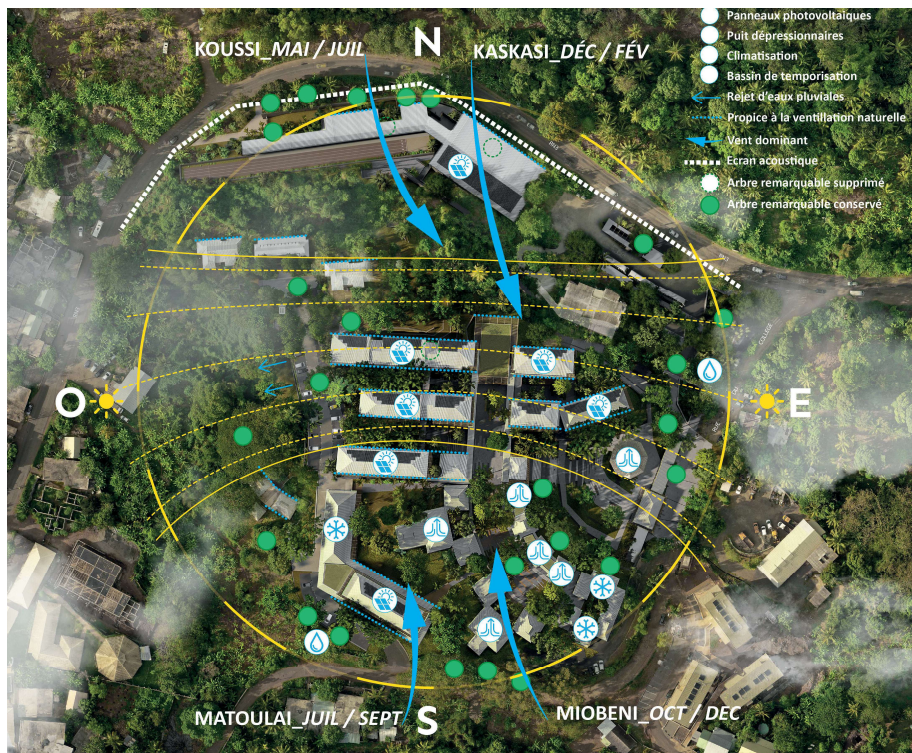 Panneaux photovoltaïques
KOUSSI_MAI / JUIL
N
KASKASI_DÉC / FÉV
Puit dépressionnaires
Climatisation
Bassin de temporisation
Rejet d'eaux pluviales
Propice à la ventillation naturelle
Vent dominant
Ecran acoustique
Arbre remarquable supprimé
Arbre remarquable conservé
O
E
MATOULAI_JUIL / SEPT
S
MIOBENI_OCT / DEC